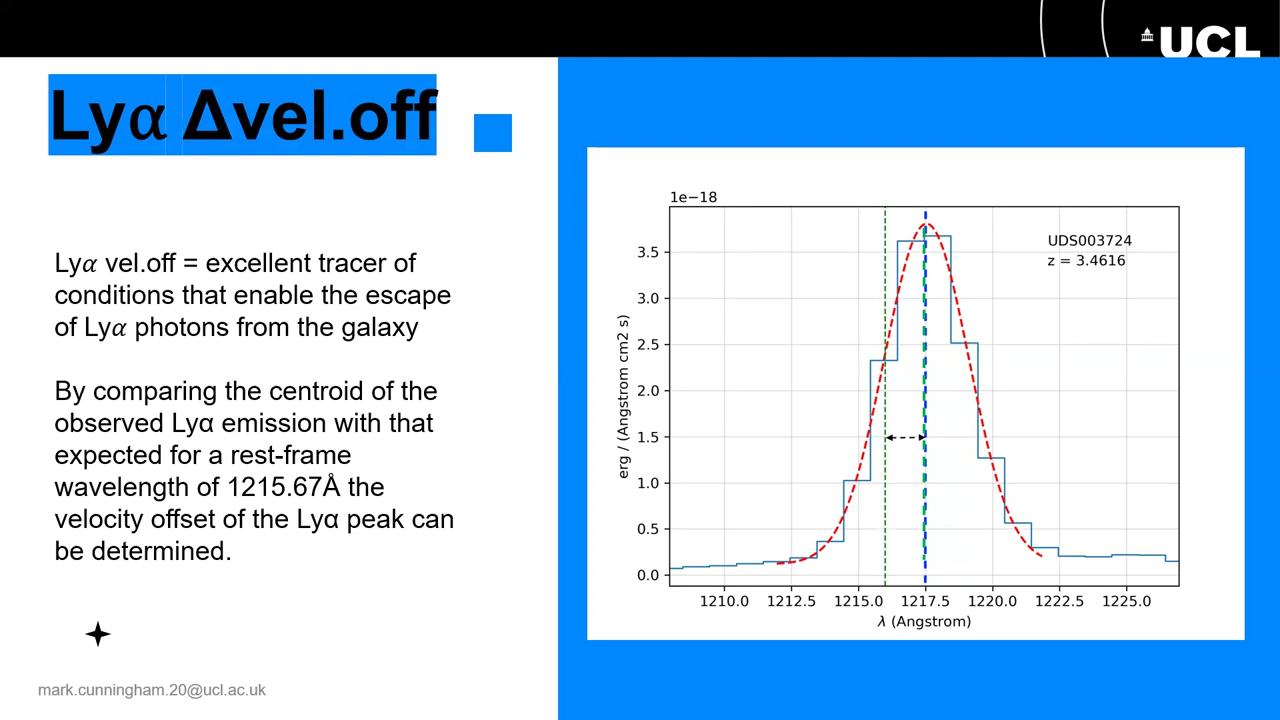 UCL
Ly𝛼 Δvel.off
Ly𝛼 vel.off = excellent tracer of
conditions that enable the escape
of Ly𝛼 photons from the galaxy
By comparing the centroid of the
observed Lyα emission with that
expected for a rest-frame
wavelength of 1215.67Å the
velocity offset of the Lyα peak can
be determined.
mark.cunningham.20@ucl.ac.uk
1e−18
UDS003724
z = 3.4616
3.5
3.0
2.5
2.0
1.5
1.0
0.5
0.0
erg / (Angstrom cm2 s)
1210.0 1212.5 1215.0 1217.5 1220.0 1222.5 1225.0
λ (Angstrom)